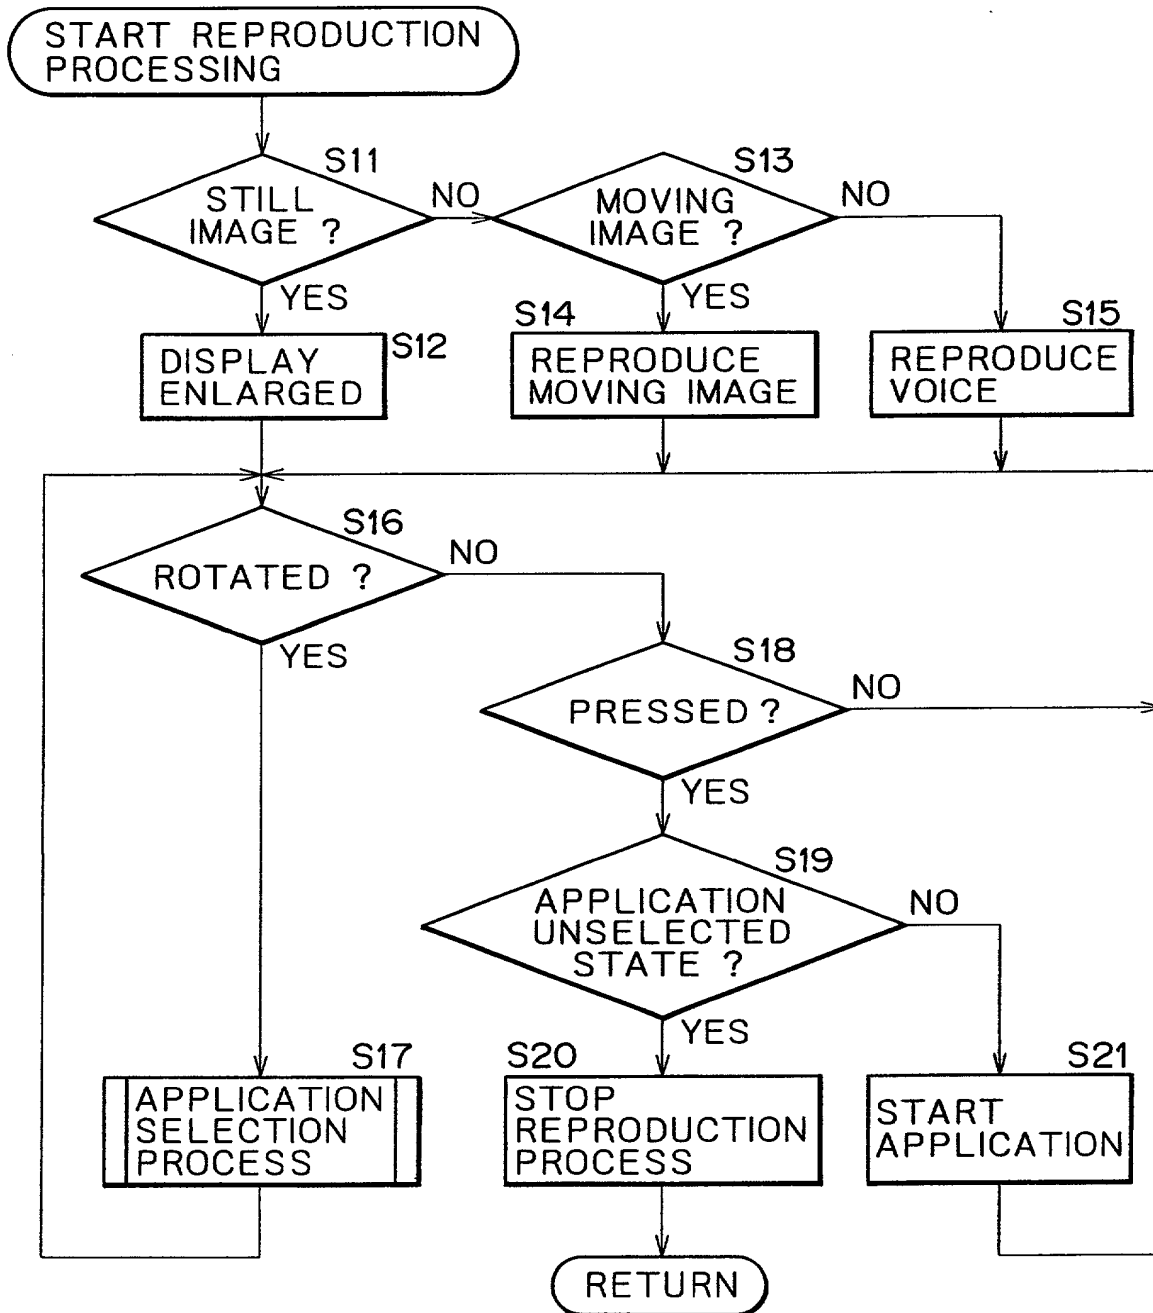 START REPRODUCTION
PROCESSING
S11
STILL
IMAGE ?
NO
YES
S13
MOVING
IMAGE ?
NO
YES
S12
DISPLAY
ENLARGED
S14
REPRODUCE
MOVING IMAGE
S15
REPRODUCE
VOICE
S16
ROTATED ?
NO
YES
S18
PRESSED ?
NO
YES
S19
APPLICATION
UNSELECTED
STATE ?
NO
YES
S17
APPLICATION
SELECTION
PROCESS
S20
STOP
REPRODUCTION
PROCESS
S21
START
APPLICATION
RETURN